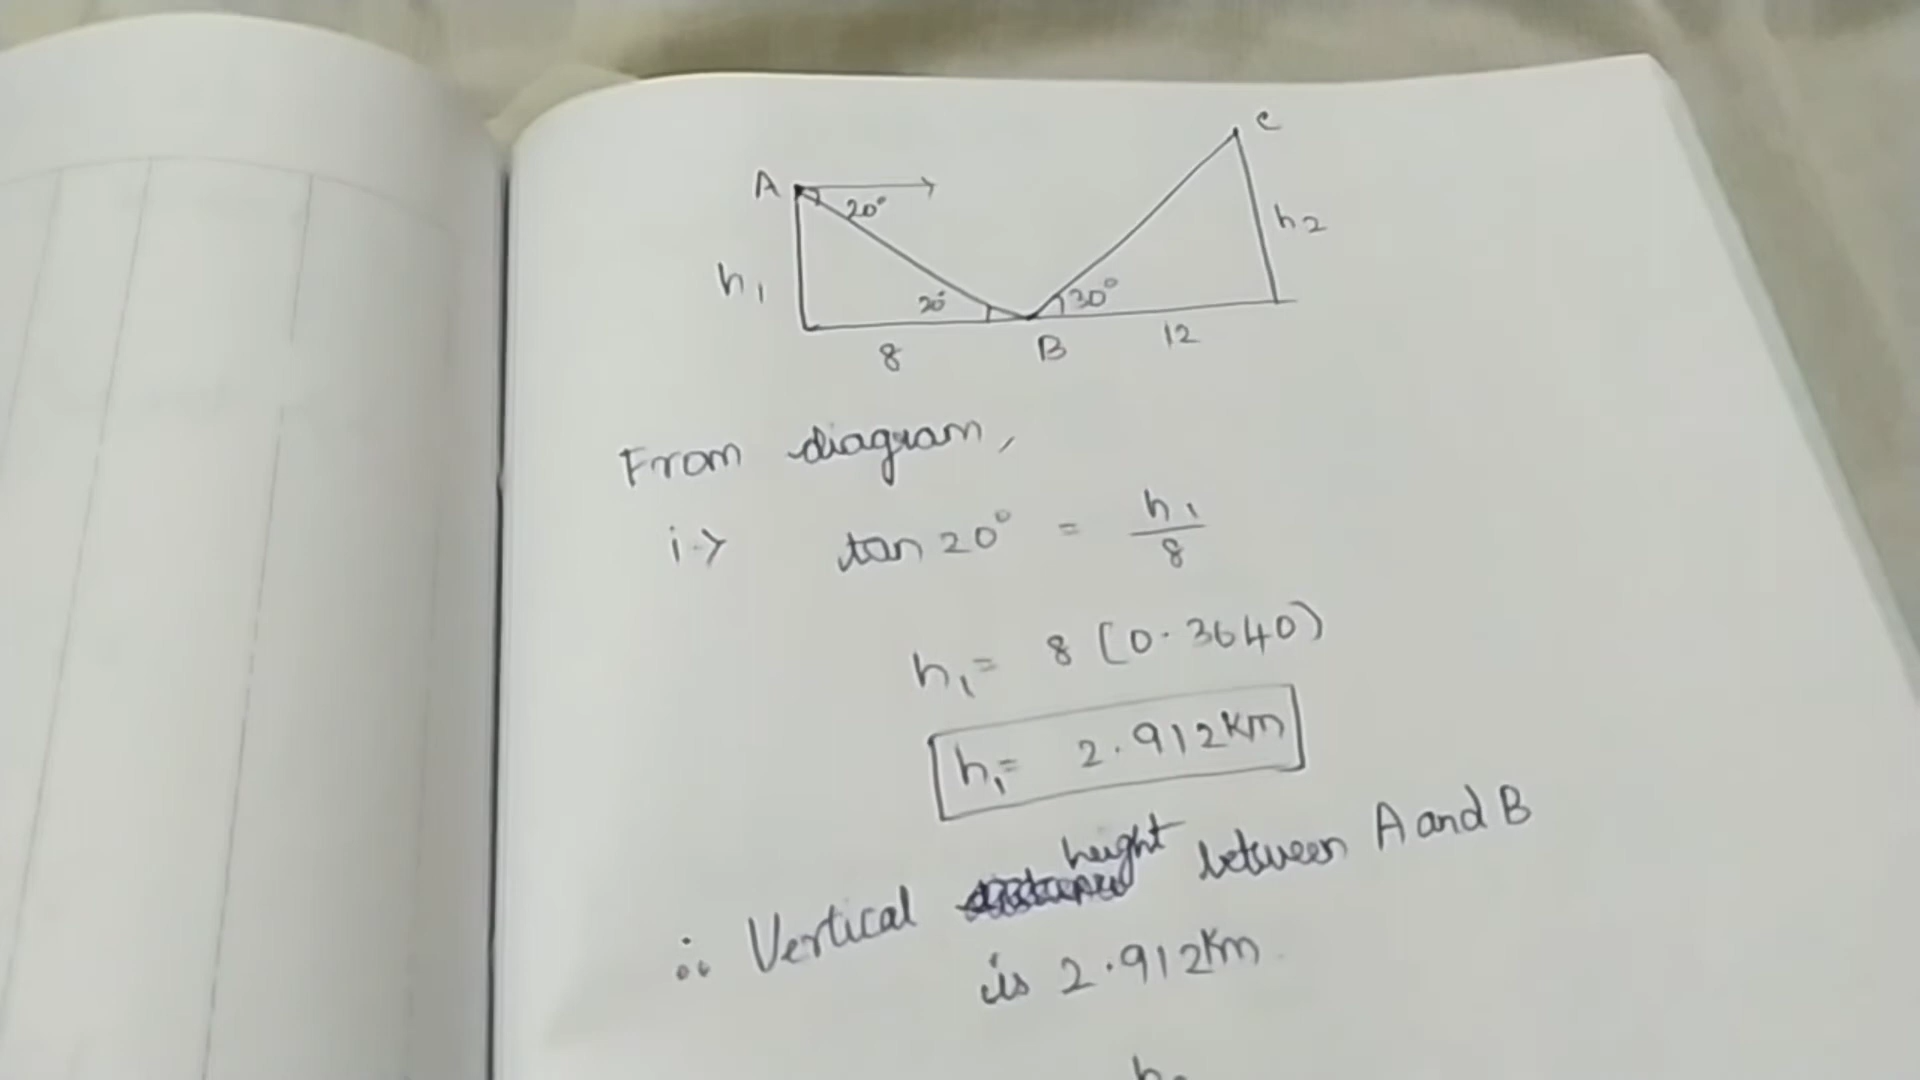 C
A
20°
h₂
h₁
20°
30°
8
B
12
From diagram,
i.> tan 20° = h₁/8
h₁ = 8 (0.3640)
h₁ = 2.912 km
height
∴ Vertical between A and B
is 2.912 km